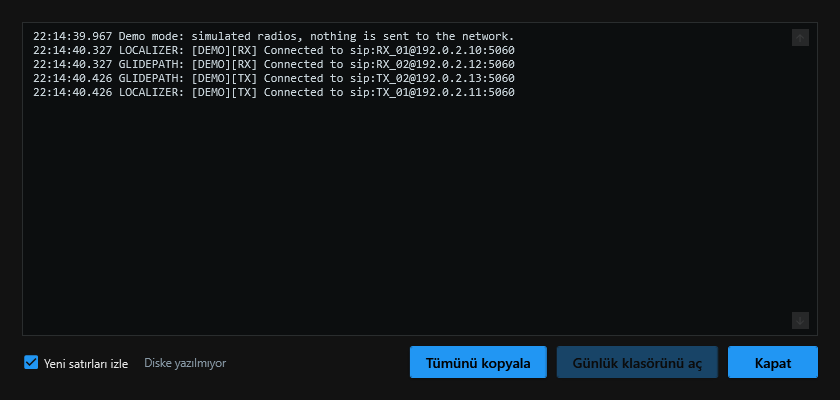 22:14:39.967 Demo mode: simulated radios, nothing is sent to the network.
22:14:40.327 LOCALIZER: [DEMO][RX] Connected to sip:RX_01@192.0.2.10:5060
22:14:40.327 GLIDEPATH: [DEMO][RX] Connected to sip:RX_02@192.0.2.12:5060
22:14:40.426 GLIDEPATH: [DEMO][TX] Connected to sip:TX_02@192.0.2.13:5060
22:14:40.426 LOCALIZER: [DEMO][TX] Connected to sip:TX_01@192.0.2.11:5060
Yeni satırları izle Diske yazılmıyor Tümünü kopyala Günlük klasörünü aç Kapat